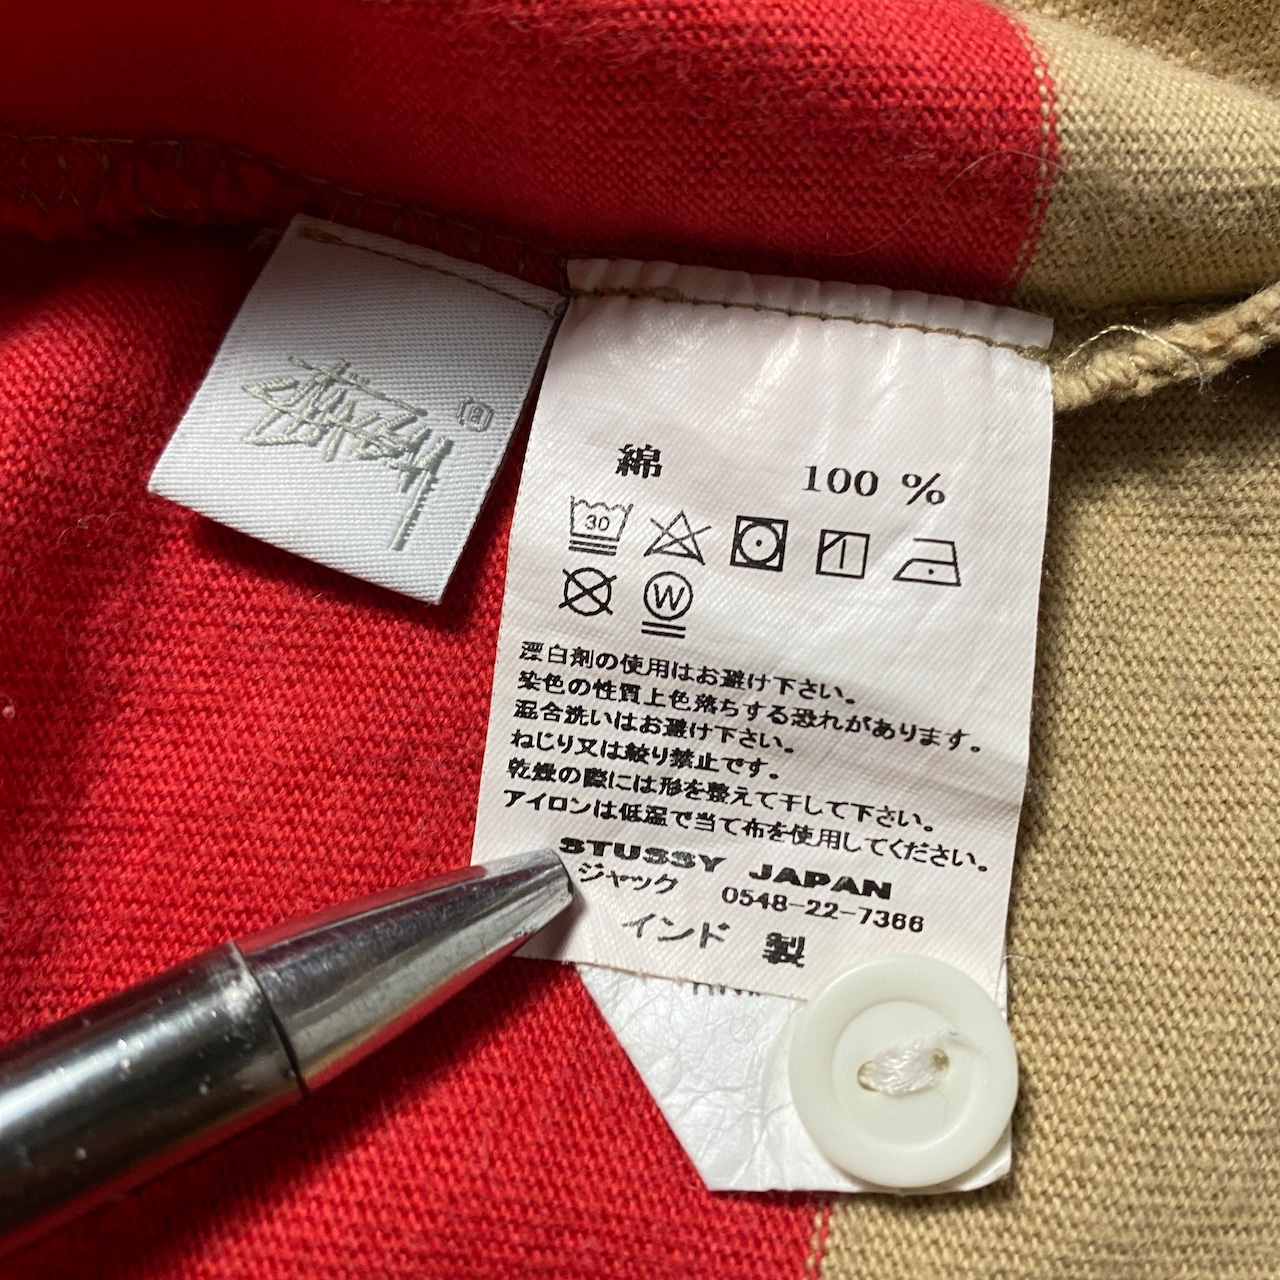 綿 100 %
30
W
漂白剤の使用はお避け下さい。
染色の性質上色落ちする恐れがあります。
混合洗いはお避け下さい。
ねじり又は絞り禁止です。
乾燥の際には形を整えて干して下さい。
アイロンは低温で当て布を使用してください。
STUSSY JAPAN
ジャック 0548-22-7366
インド 製